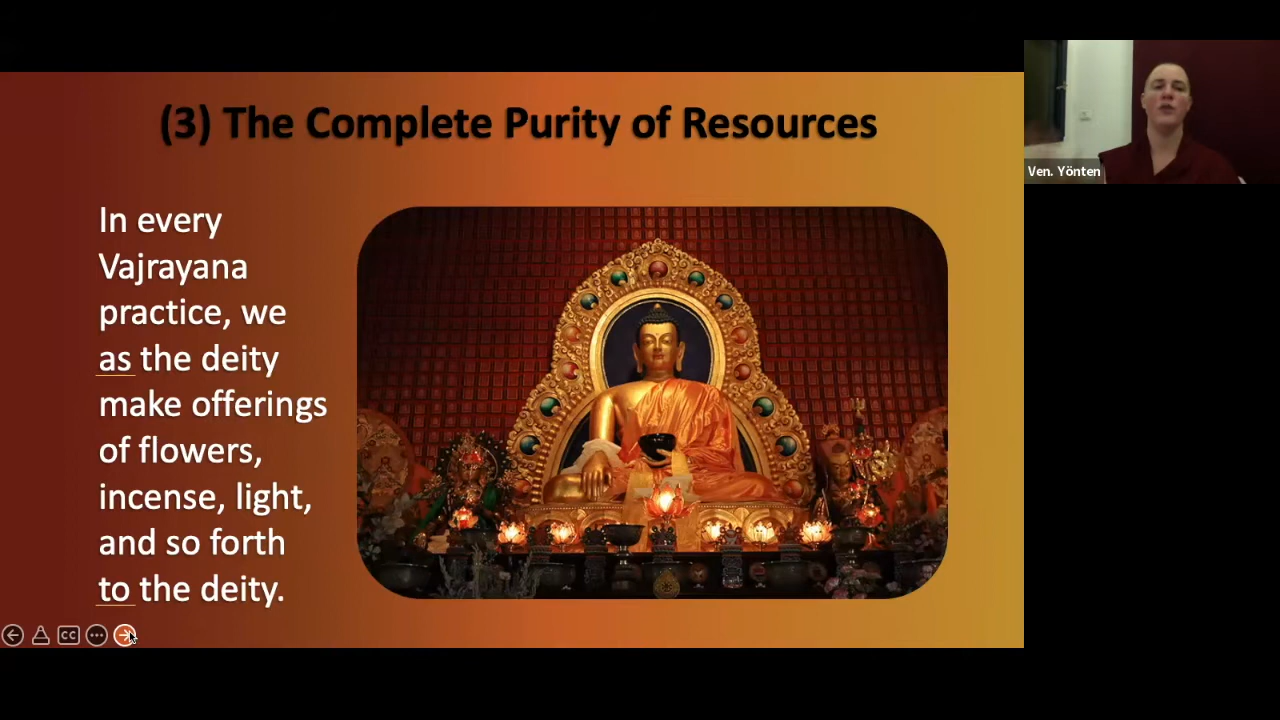 (3) The Complete Purity of Resources
In every
Vajrayana
practice, we
as the deity
make offerings
of flowers,
incense, light,
and so forth
to the deity.
CC
Ven. Yönten